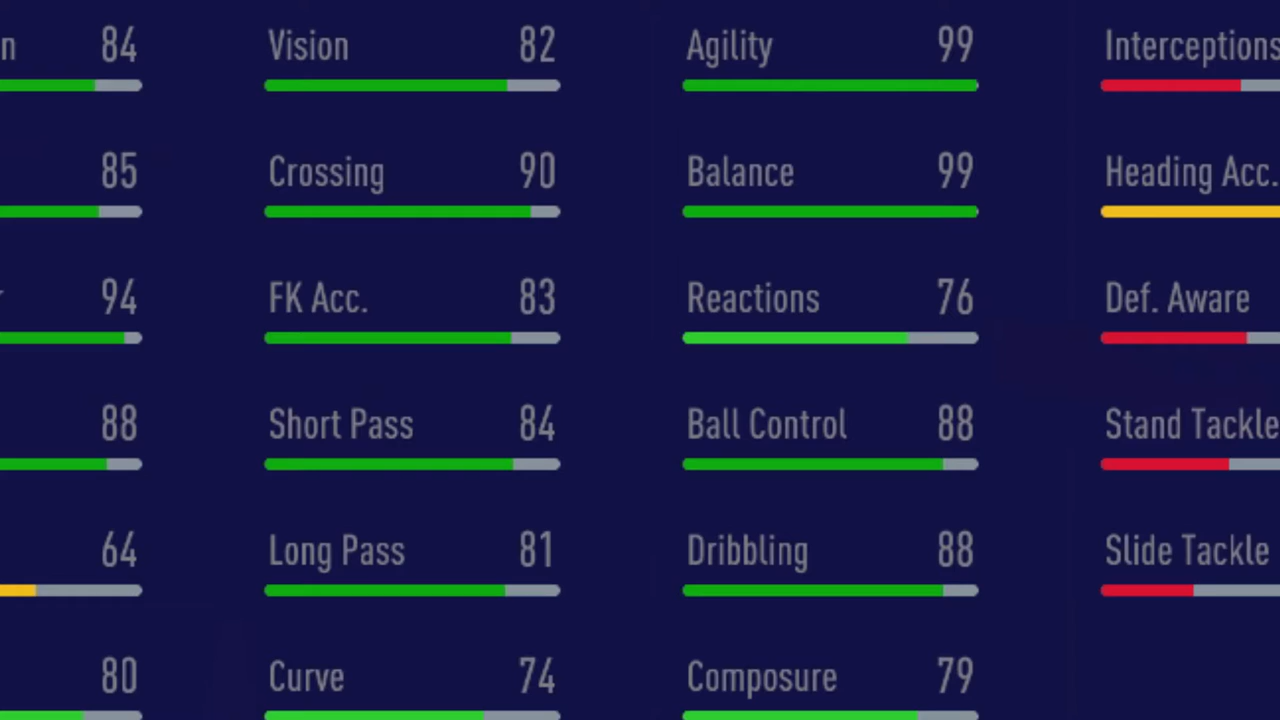 n 84 Vision 82 Agility 99 Interceptions
85 Crossing 90 Balance 99 Heading Acc.
94 FK Acc. 83 Reactions 76 Def. Aware
88 Short Pass 84 Ball Control 88 Stand Tackle
64 Long Pass 81 Dribbling 88 Slide Tackle
80 Curve 74 Composure 79